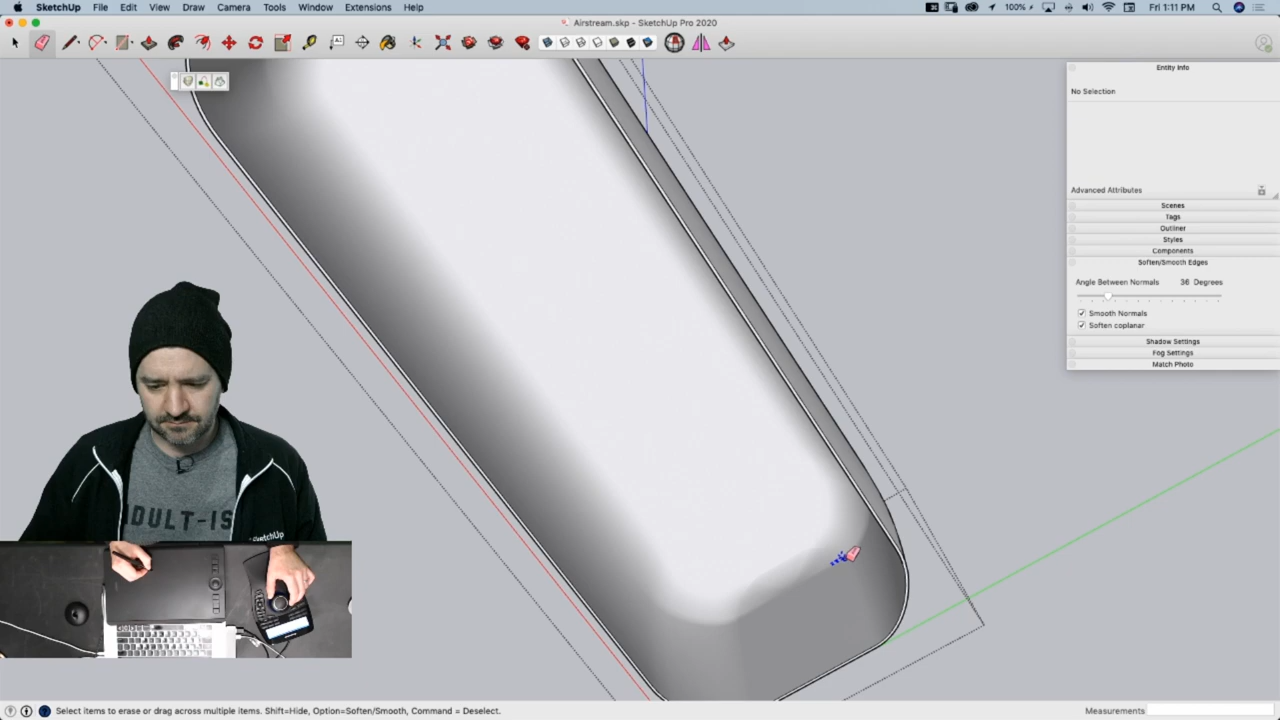 SketchUp File Edit View Draw Camera Tools Window Extensions Help
100% Fri 1:11 PM
Airstream.skp - SketchUp Pro 2020
Entity Info
No Selection
Advanced Attributes
Scenes
Tags
Outliner
Styles
Components
Soften/Smooth Edges
Angle Between Normals 36 Degrees
Smooth Normals
Soften coplanar
Shadow Settings
Fog Settings
Match Photo
DULT-IS
SketchUp
Select items to erase or drag across multiple items. Shift=Hide, Option=Soften/Smooth, Command = Deselect.
Measurements